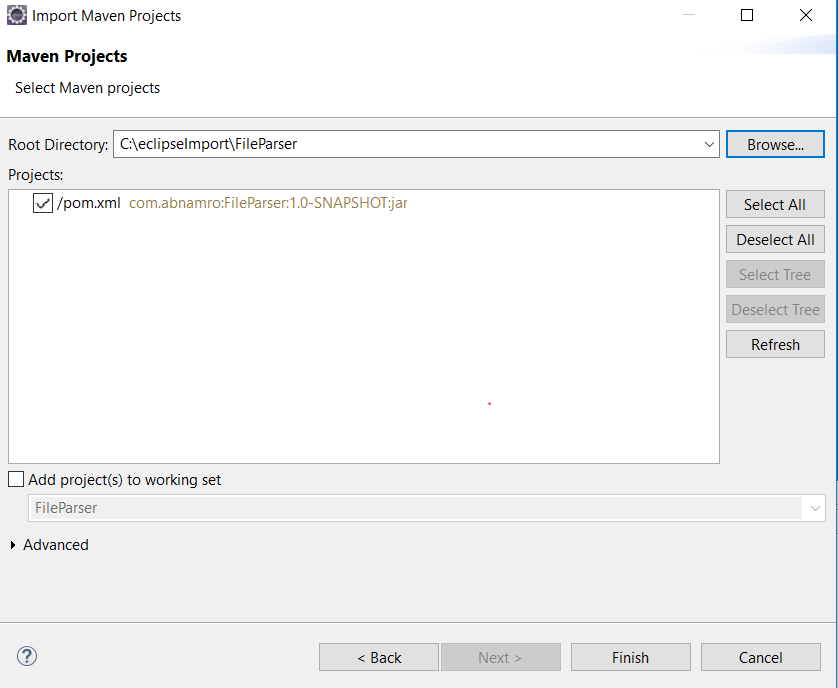 Import Maven Projects
Maven Projects
Select Maven projects
Root Directory: C:\eclipseImport\FileParser Browse...
Projects:
/pom.xml com.abnamro:FileParser:1.0-SNAPSHOT:jar
Select All
Deselect All
Select Tree
Deselect Tree
Refresh
Add project(s) to working set
FileParser
Advanced
? < Back Next > Finish Cancel